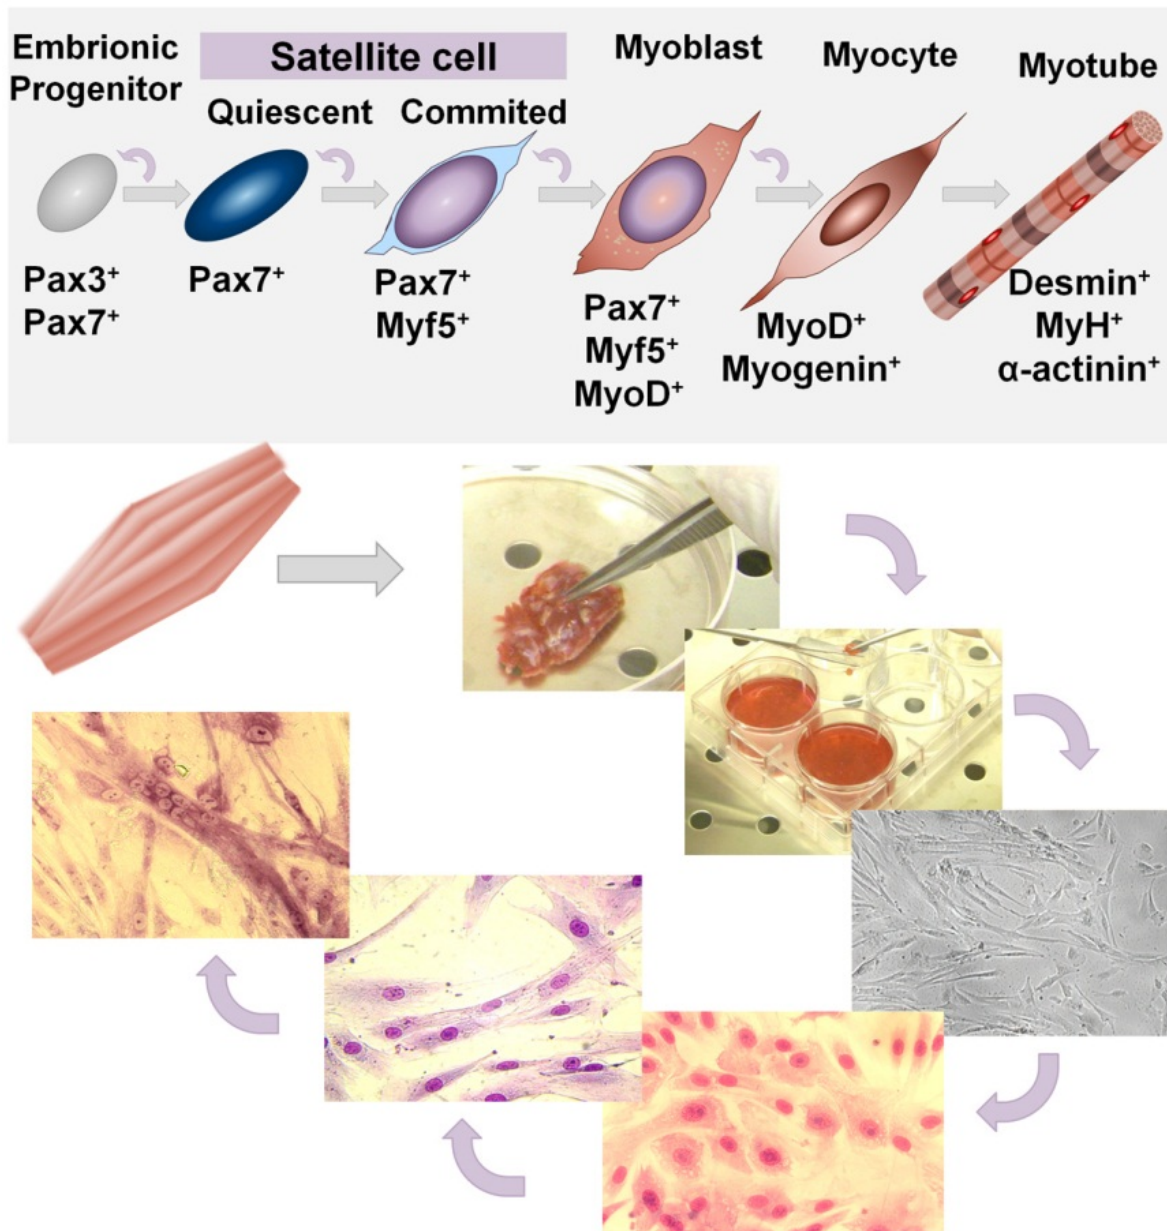 Embrionic
Progenitor
Satellite cell
Quiescent
Commited
Myoblast
Myocyte
Myotube
Pax3⁺
Pax7⁺
Pax7⁺
Pax7⁺
Myf5⁺
Pax7⁺
Myf5⁺
MyoD⁺
MyoD⁺
Myogenin⁺
Desmin⁺
MyH⁺
α-actinin⁺